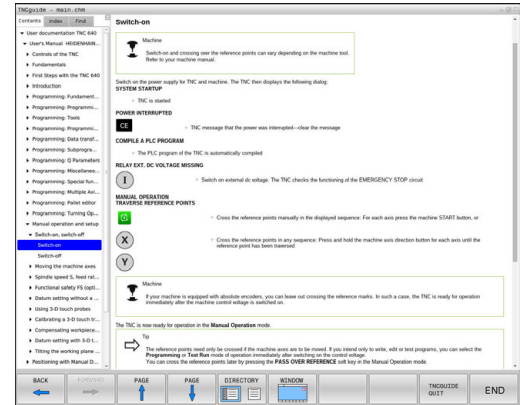 TNCguide - main.chm
Contents Index Find
User documentation TNC 640
User's Manual HEIDENHAIN...
Controls of the TNC
Fundamentals
First Steps with the TNC 640
Introduction
Programming: Fundament...
Programming: Programmi...
Programming: Tools
Programming: Programmi...
Programming: Data transf...
Programming: Subprogra...
Programming: Q Parameters
Programming: Miscellaneo...
Programming: Special fun...
Programming: Multiple Axi...
Programming: Pallet editor
Programming: Turning Op...
Manual operation and setup
Switch-on, switch-off
Switch-on
Switch-off
Moving the machine axes
Spindle speed S, feed rat...
Functional safety FS (opti...
Datum setting without a ...
Using 3-D touch probes
Calibrating a 3-D touch tr...
Compensating workpiece...
Datum setting with 3-D t...
Tilting the working plane ...
Positioning with Manual D...
Switch-on
Machine
Switch-on and crossing over the reference points can vary depending on the machine tool.
Refer to your machine manual.
Switch on the power supply for TNC and machine. The TNC then displays the following dialog:
SYSTEM STARTUP
TNC is started
POWER INTERRUPTED
CE
TNC message that the power was interrupted—clear the message
COMPILE A PLC PROGRAM
The PLC program of the TNC is automatically compiled
RELAY EXT. DC VOLTAGE MISSING
I
Switch on external dc voltage. The TNC checks the functioning of the EMERGENCY STOP circuit
MANUAL OPERATION
TRAVERSE REFERENCE POINTS
Cross the reference points manually in the displayed sequence: For each axis press the machine START button, or
X
Cross the reference points in any sequence: Press and hold the machine axis direction button for each axis until the
reference point has been traversed
Y
Machine
If your machine is equipped with absolute encoders, you can leave out crossing the reference marks. In such a case, the TNC is ready for operation
immediately after the machine control voltage is switched on.
The TNC is now ready for operation in the Manual Operation mode.
Tip
The reference points need only be crossed if the machine axes are to be moved. If you intend only to write, edit or test programs, you can select the
Programming or Test Run mode of operation immediately after switching on the control voltage.
You can cross the reference points later by pressing the PASS OVER REFERENCE soft key in the Manual Operation mode.
BACK FORWARD PAGE PAGE DIRECTORY WINDOW TNCGUIDE
QUIT END